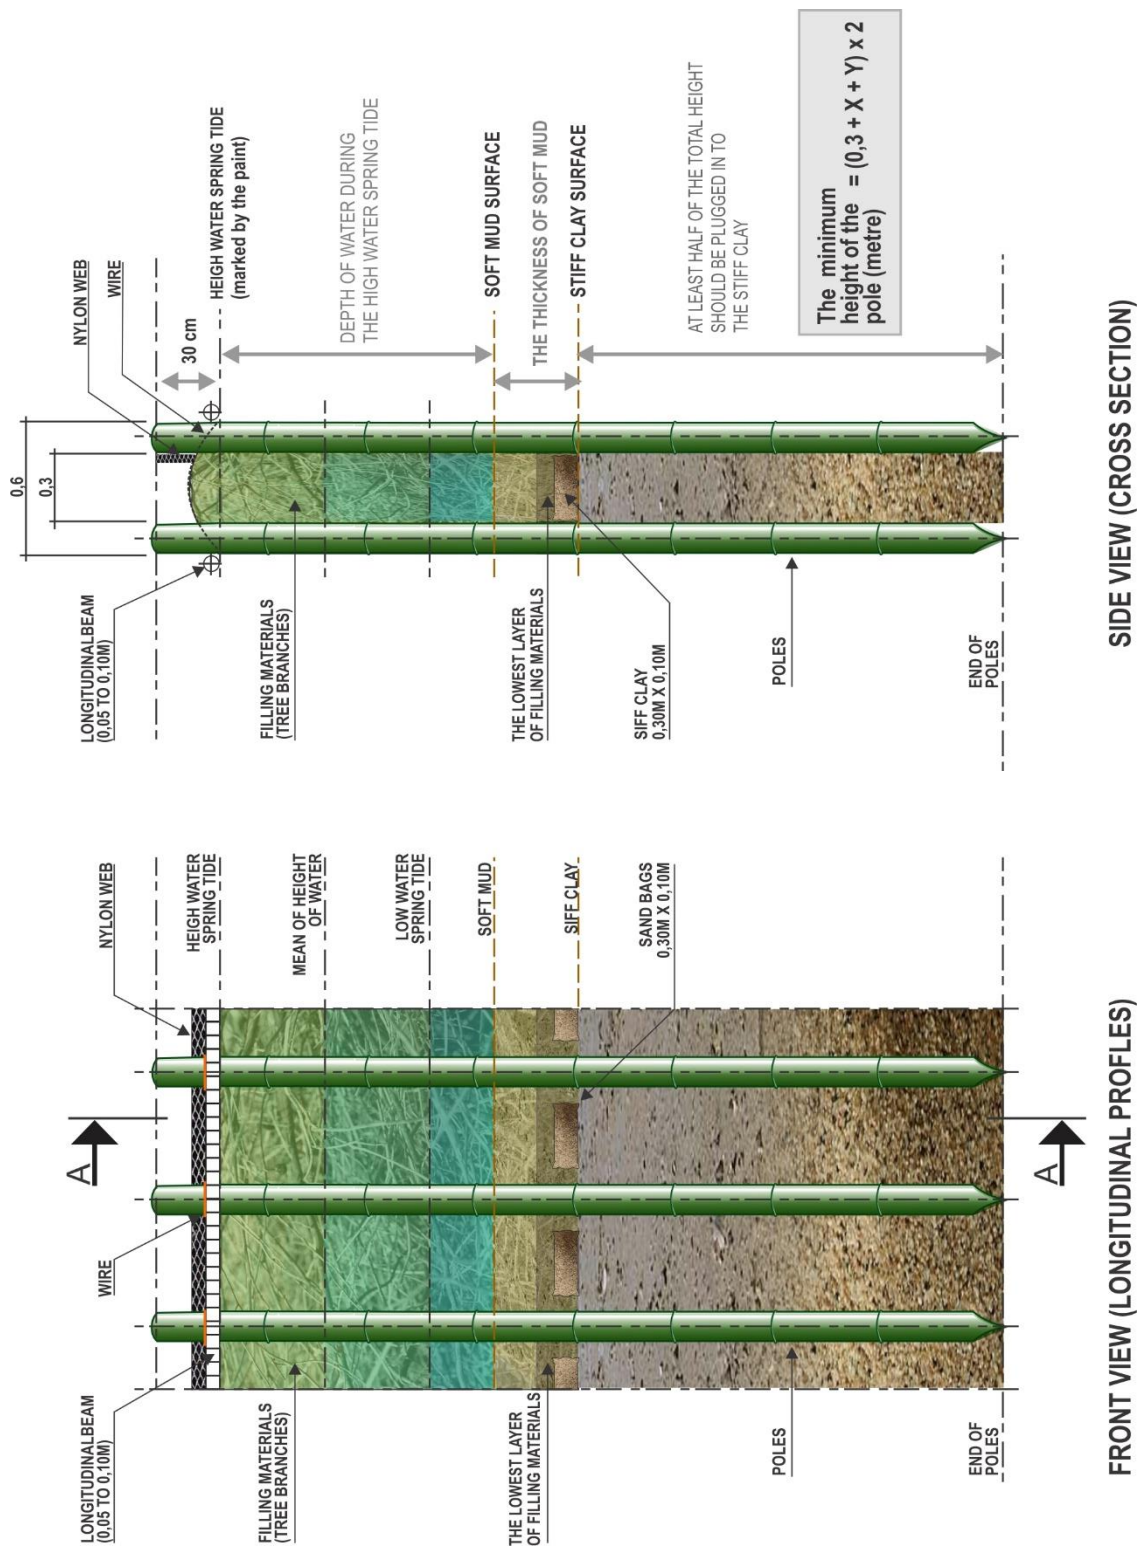 NYLON WEB
WIRE
HEIGH WATER SPRING TIDE
(marked by the paint)
30 cm
0,6
0,3
LONGITUDINALBEAM
(0,05 TO 0,10M)
DEPTH OF WATER DURING
THE HIGH WATER SPRING TIDE
FILLING MATERIALS
(TREE BRANCHES)
SOFT MUD SURFACE
THE THICKNESS OF SOFT MUD
STIFF CLAY SURFACE
THE LOWEST LAYER
OF FILLING MATERIALS
SIFF CLAY
0,30M X 0,10M
AT LEAST HALF OF THE TOTAL HEIGHT
SHOULD BE PLUGGED IN TO
THE STIFF CLAY
The minimum
height of the = (0,3 + X + Y) x 2
pole (metre)
POLES
END OF
POLES
SIDE VIEW (CROSS SECTION)
NYLON WEB
HEIGH WATER
SPRING TIDE
MEAN OF HEIGHT
OF WATER
LOW WATER
SPRING TIDE
SOFT MUD
SIFF CLAY
SAND BAGS
0,30M X 0,10M
A
A
WIRE
LONGITUDINALBEAM
(0,05 TO 0,10M)
FILLING MATERIALS
(TREE BRANCHES)
THE LOWEST LAYER
OF FILLING MATERIALS
POLES
END OF
POLES
FRONT VIEW (LONGITUDINAL PROFLES)